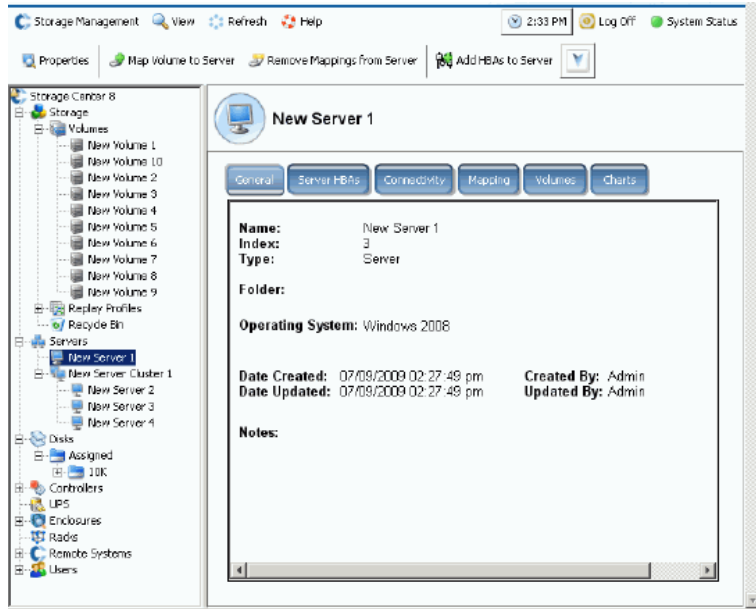 Storage Management View Refresh Help 2:33 PM Log Off System Status
Properties Map Volume to Server Remove Mappings from Server Add HBAs to Server
Storage Center 8
Storage
Volumes
New Volume 1
New Volume 10
New Volume 2
New Volume 3
New Volume 4
New Volume 5
New Volume 6
New Volume 7
New Volume 8
New Volume 9
Replay Profiles
Recycle Bin
Servers
New Server 1
New Server Cluster 1
New Server 2
New Server 3
New Server 4
Disks
Assigned
10K
Controllers
UPS
Enclosures
Racks
Remote Systems
Users
New Server 1
General Server HBAs Connectivity Mapping Volumes Charts
Name: New Server 1
Index: 3
Type: Server
Folder:
Operating System: Windows 2008
Date Created: 07/09/2009 02:27:49 pm Created By: Admin
Date Updated: 07/09/2009 02:27:49 pm Updated By: Admin
Notes: